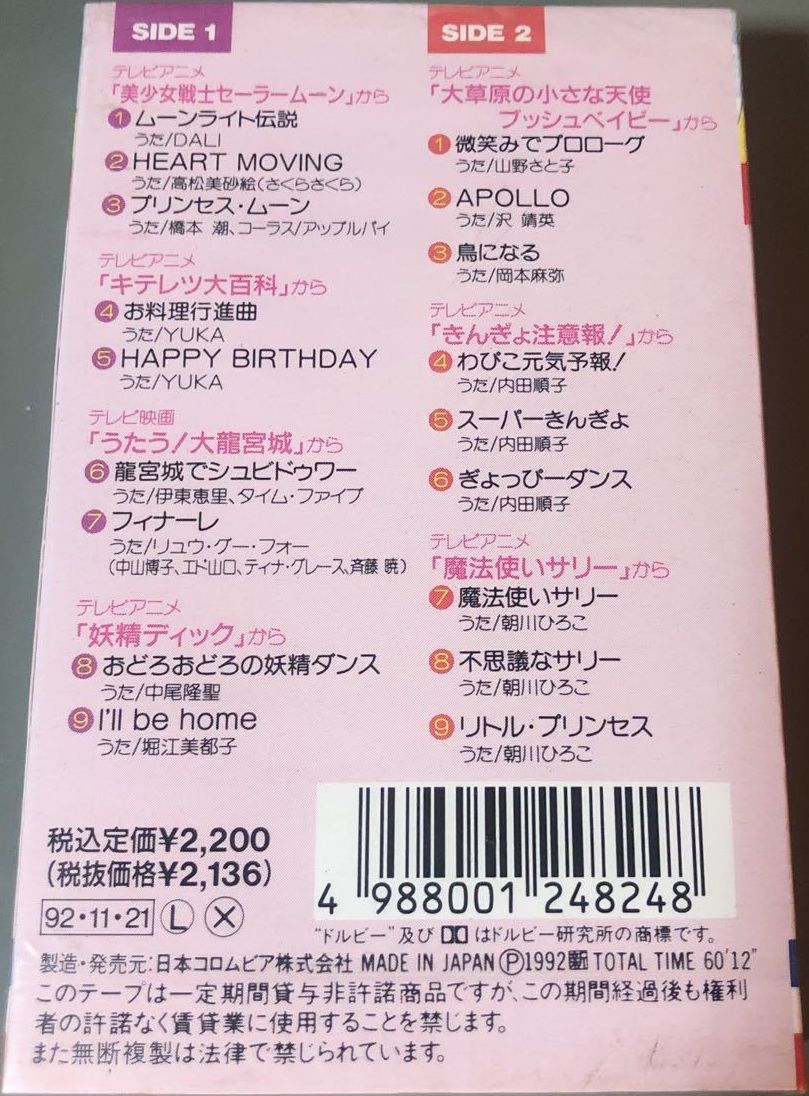 SIDE 1
テレビアニメ
「美少女戦士セーラームーン」から
① ムーンライト伝説
うた/DALI
② HEART MOVING
うた/高松美砂絵(さくらさくら)
③ プリンセス・ムーン
うた/橋本 潮、コーラス/アップルパイ
テレビアニメ
「キテレツ大百科」から
④ お料理行進曲
うた/YUKA
⑤ HAPPY BIRTHDAY
うた/YUKA
テレビ映画
「うたう!大龍宮城」から
⑥ 龍宮城でシュビドゥワー
うた/伊東恵里、タイム・ファイブ
⑦ フィナーレ
うた/リュウ・グー・フォー
(中山博子、エド山口、ティナ・グレース、斉藤 暁)
テレビアニメ
「妖精ディック」から
⑧ おどろおどろの妖精ダンス
うた/中尾隆聖
⑨ I'll be home
うた/堀江美都子
SIDE 2
テレビアニメ
「大草原の小さな天使
ブッシュベイビー」から
① 微笑みでプロローグ
うた/山野さと子
② APOLLO
うた/沢 靖英
③ 鳥になる
うた/岡本麻弥
テレビアニメ
「きんぎょ注意報!」から
④ わぴこ元気予報!
うた/内田順子
⑤ スーパーきんぎょ
うた/内田順子
⑥ ぎょっぴーダンス
うた/内田順子
テレビアニメ
「魔法使いサリー」から
⑦ 魔法使いサリー
うた/朝川ひろこ
⑧ 不思議なサリー
うた/朝川ひろこ
⑨ リトル・プリンセス
うた/朝川ひろこ
税込定価¥2,200
(税抜価格¥2,136)
92・11・21 Ⓛ Ⓧ
4 988001 248248
"ドルビー"及び はドルビー研究所の商標です。
製造・発売元:日本コロムビア株式会社 MADE IN JAPAN Ⓟ1992 TOTAL TIME 60'12"
このテープは一定期間貸与非許諾商品ですが、この期間経過後も権利
者の許諾なく賃貸業に使用することを禁じます。
また無断複製は法律で禁じられています。